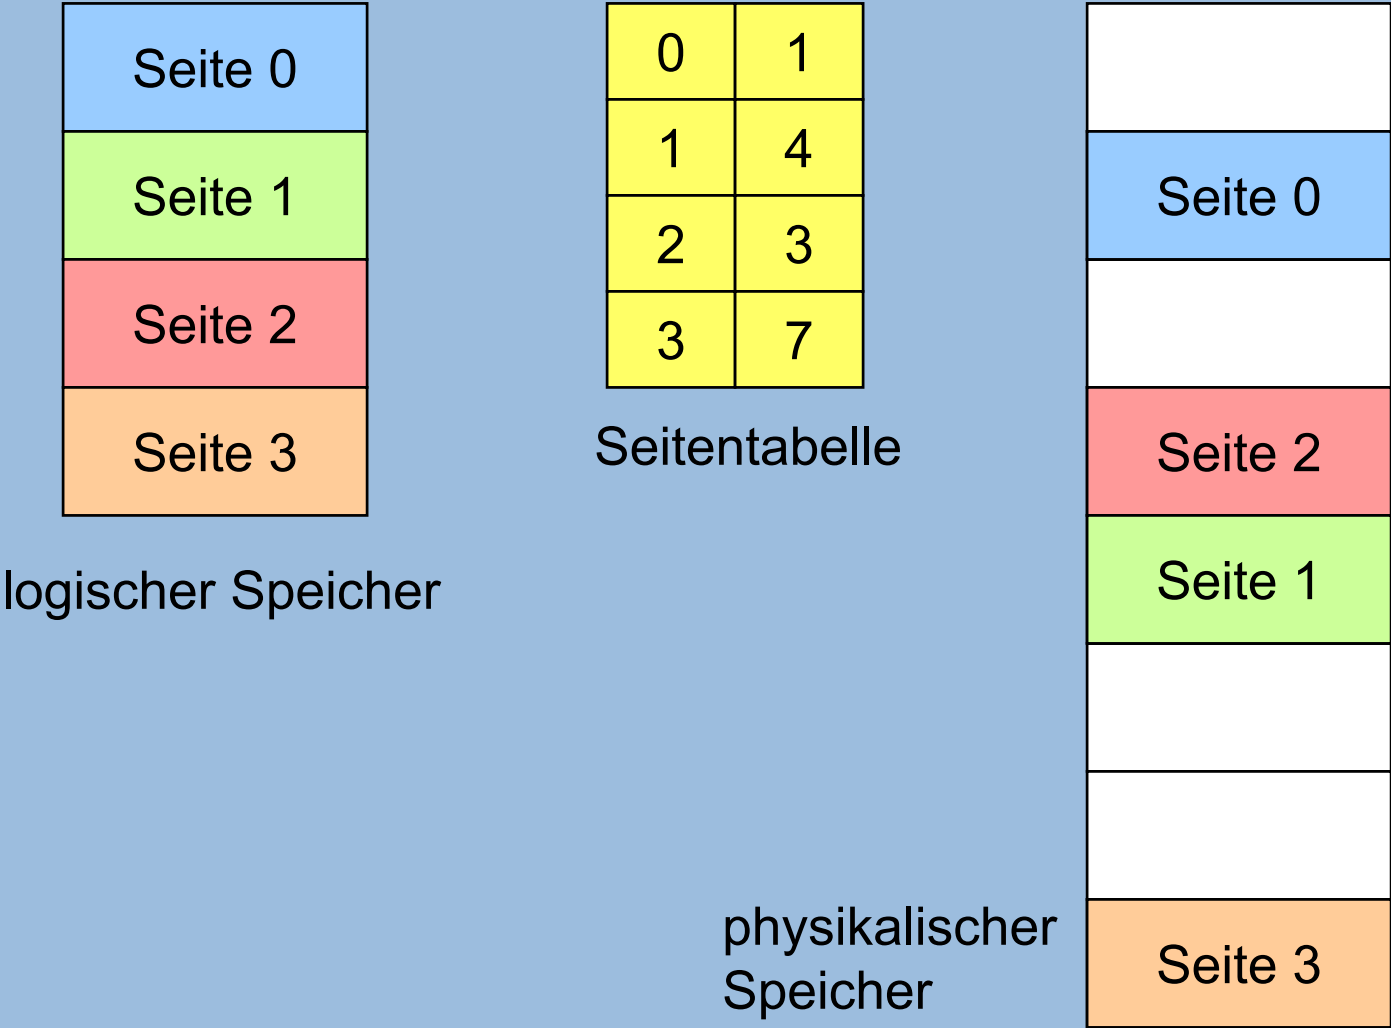 Seite 0
Seite 1
Seite 2
Seite 3
logischer Speicher
0 1
1 4
2 3
3 7
Seitentabelle
Seite 0
Seite 2
Seite 1
Seite 3
physikalischer
Speicher